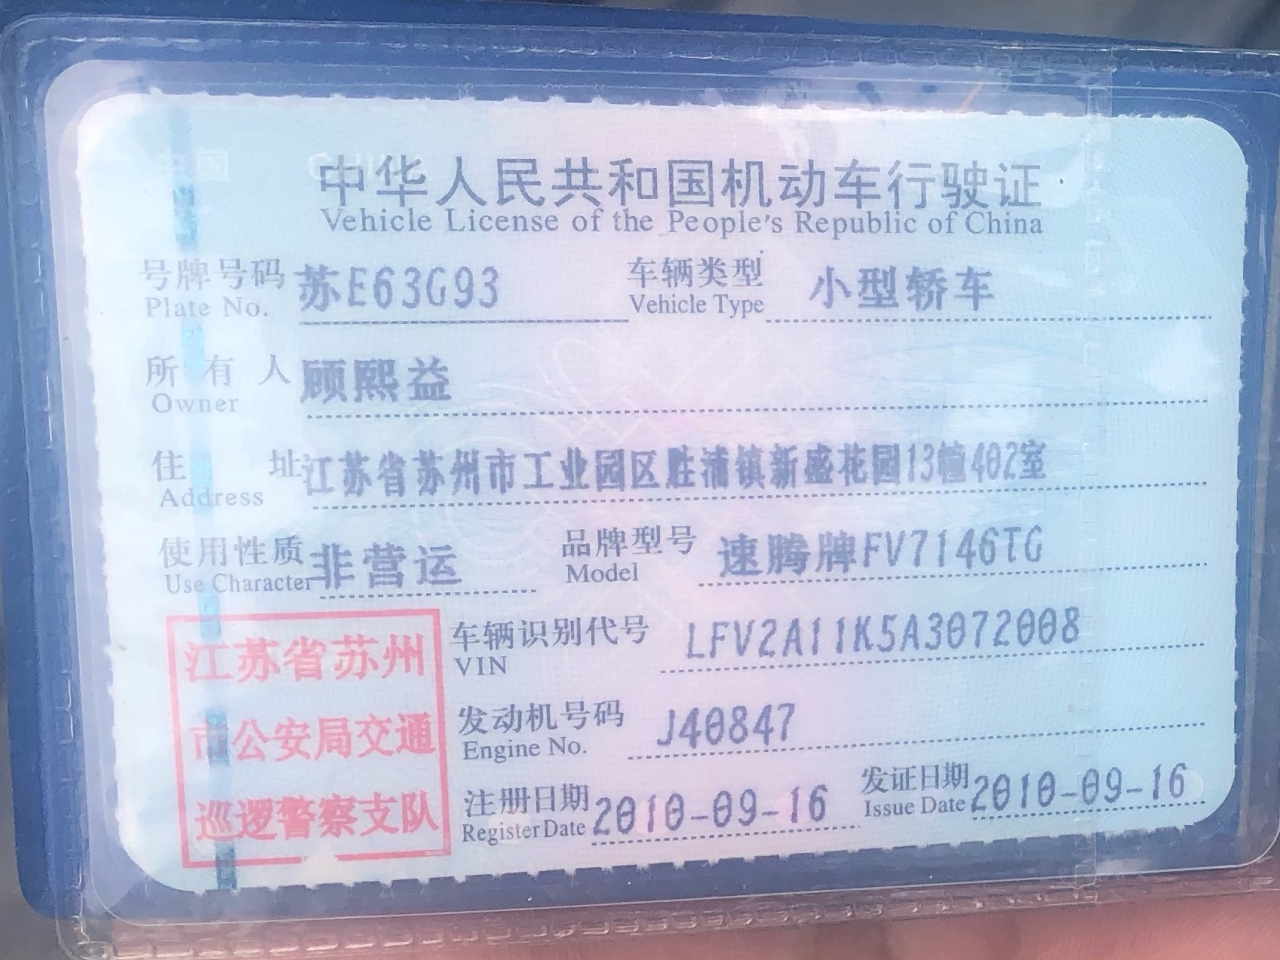 中华人民共和国机动车行驶证
Vehicle License of the People's Republic of China
号牌号码 苏E63G93 车辆类型 小型轿车
Plate No. Vehicle Type
所有人 顾熙益
Owner
住址 江苏省苏州市工业园区胜浦镇新盛花园13幢402室
Address
使用性质 非营运 品牌型号 速腾牌FV7146TG
Use Character Model
江苏省苏州
市公安局交通
巡逻警察支队
车辆识别代号 LFV2A11K5A3072008
VIN
发动机号码 J40847
Engine No.
注册日期 2010-09-16 发证日期 2010-09-16
Register Date Issue Date